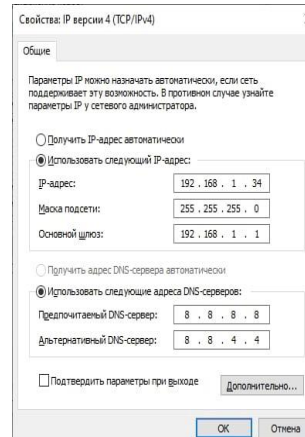 Свойства: IP версии 4 (TCP/IPv4)
Общие
Параметры IP можно назначать автоматически, если сеть
поддерживает эту возможность. В противном случае узнайте
параметры IP у сетевого администратора.
Получить IP-адрес автоматически
Использовать следующий IP-адрес:
IP-адрес: 192 . 168 . 1 . 34
Маска подсети: 255 . 255 . 255 . 0
Основной шлюз: 192 . 168 . 1 . 1
Получить адрес DNS-сервера автоматически
Использовать следующие адреса DNS-серверов:
Предпочитаемый DNS-сервер: 8 . 8 . 8 . 8
Альтернативный DNS-сервер: 8 . 8 . 4 . 4
Подтвердить параметры при выходе
Дополнительно...
ОК Отмена